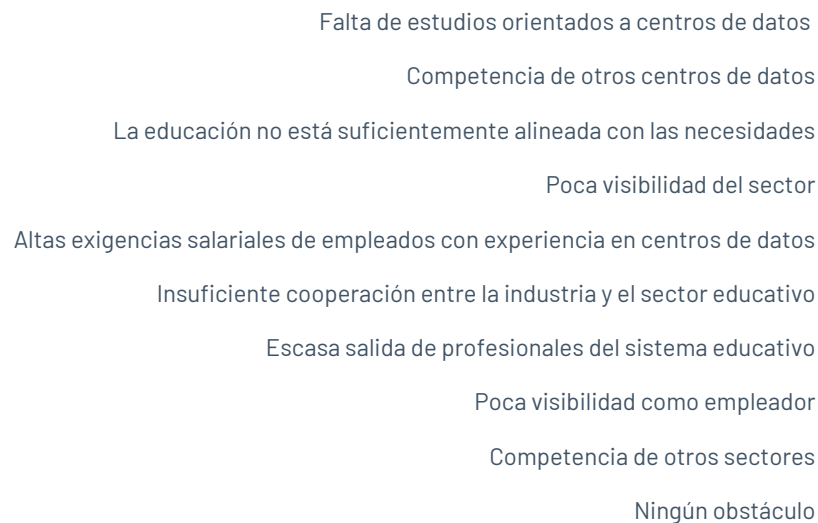 Falta de estudios orientados a centros de datos
Competencia de otros centros de datos
La educación no está suficientemente alineada con las necesidades
Poca visibilidad del sector
Altas exigencias salariales de empleados con experiencia en centros de datos
Insuficiente cooperación entre la industria y el sector educativo
Escasa salida de profesionales del sistema educativo
Poca visibilidad como empleador
Competencia de otros sectores
Ningún obstáculo